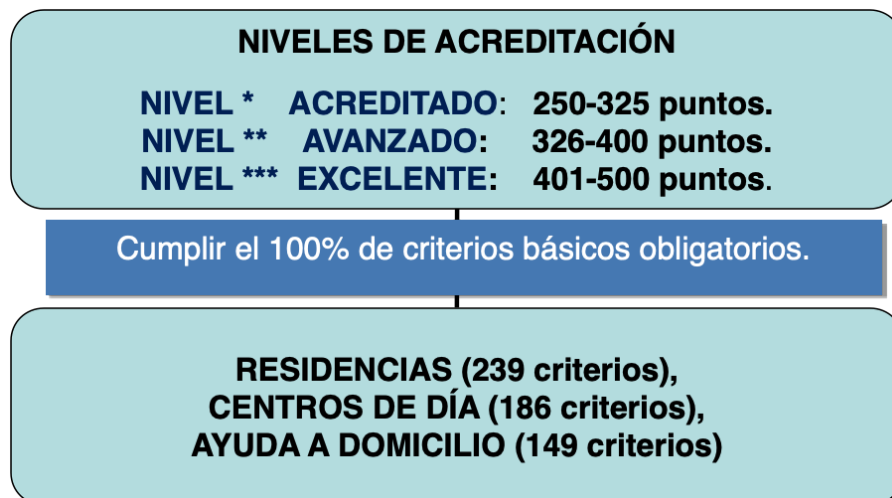 NIVELES DE ACREDITACIÓN
NIVEL * ACREDITADO: 250-325 puntos.
NIVEL ** AVANZADO: 326-400 puntos.
NIVEL *** EXCELENTE: 401-500 puntos.
Cumplir el 100% de criterios básicos obligatorios.
RESIDENCIAS (239 criterios),
CENTROS DE DÍA (186 criterios),
AYUDA A DOMICILIO (149 criterios)